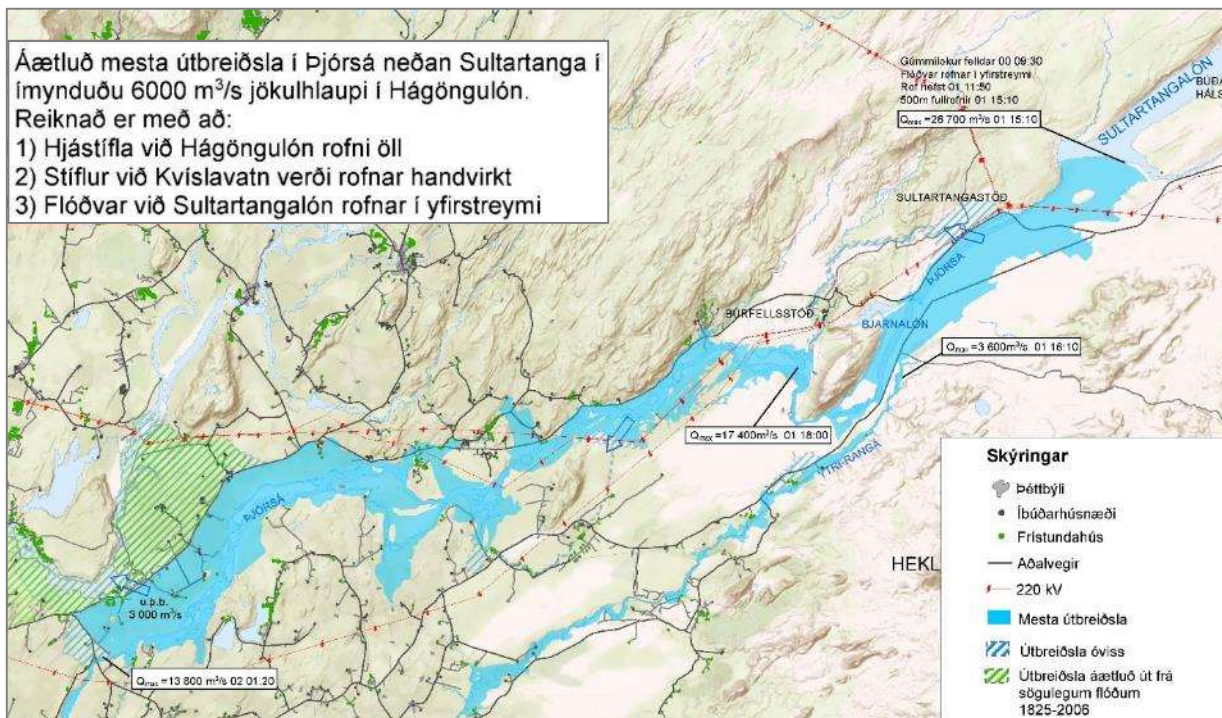 Áætluð mesta útbreiðsla í Þjórsá neðan Sultartanga í
ímynduðu 6000 m³/s jökulhlaupi í Hágöngulón.
Reiknað er með að:
1) Hjástífla við Hágöngulón rofni öll
2) Stíflur við Kvíslavatn verði rofnar handvirkt
3) Flóðvar við Sultartangalón rofnar í yfirstreymi
Gúmmílokur felldar 00 09:30
Flóðvar rofnar í yfirstreymi
Rof hefst 01 11:50
500m fullrofnir 01 15:10
Qmax =26 700 m³/s 01 15:10
SULTARTANGALÓN
BÚÐA
HÁLS
SULTARTANGASTÖÐ
ÞJÓRSÁ
BÚRFELLSSTÖÐ
BJARNALÓN
Qmax =3 600m³/s 01 16:10
Qmax =17 400m³/s 01 18:00
YTRI-RANGÁ
ÞJÓRSÁ
HEKL
u.þ.b.
3 000 m³/s
Qmax =13 800 m³/s 02 01:20
Skýringar
Þéttbýli
Íbúðarhúsnæði
Frístundahús
Aðalvegir
220 kV
Mesta útbreiðsla
Útbreiðsla óviss
Útbreiðsla áætluð út frá
sögulegum flóðum
1825-2006